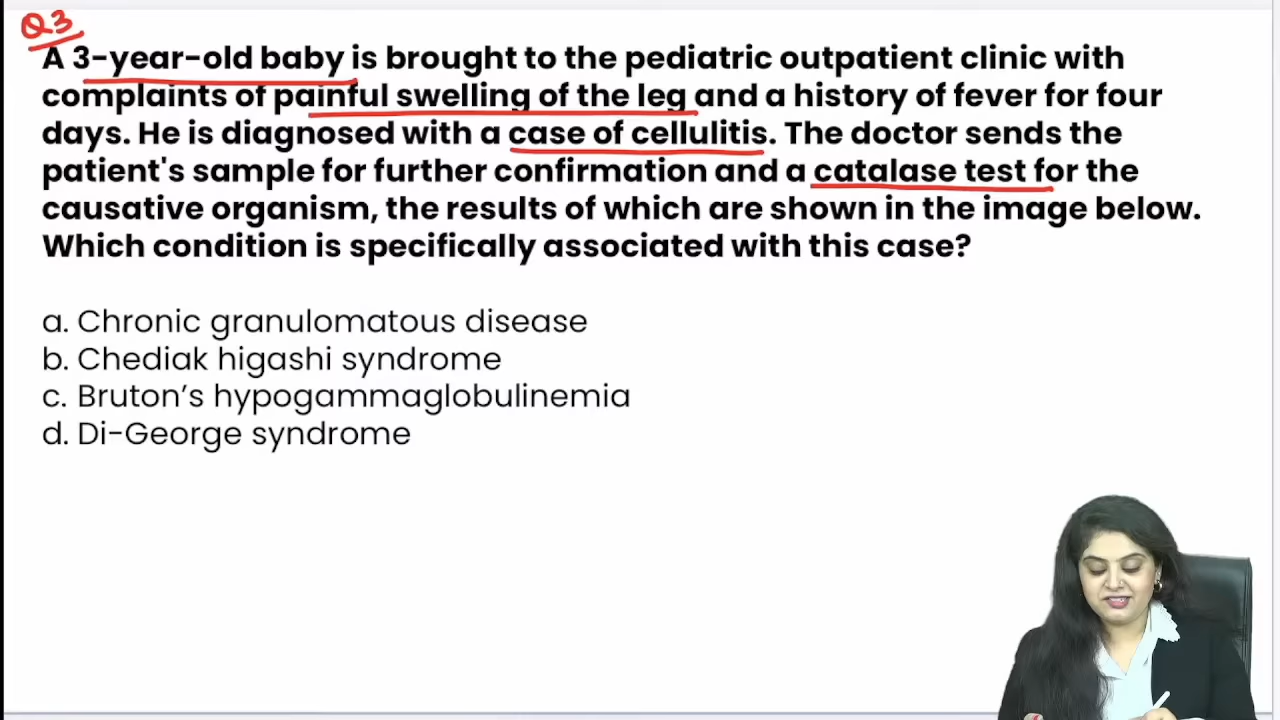 Q3
A 3-year-old baby is brought to the pediatric outpatient clinic with
complaints of painful swelling of the leg and a history of fever for four
days. He is diagnosed with a case of cellulitis. The doctor sends the
patient's sample for further confirmation and a catalase test for the
causative organism, the results of which are shown in the image below.
Which condition is specifically associated with this case?
a. Chronic granulomatous disease
b. Chediak higashi syndrome
c. Bruton’s hypogammaglobulinemia
d. Di-George syndrome